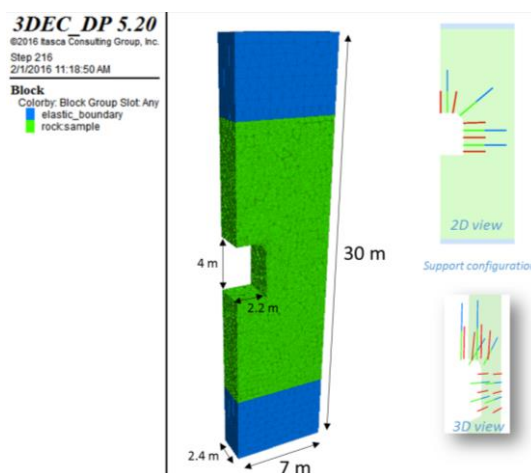 3DEC_DP 5.20
©2016 Itasca Consulting Group, Inc.
Step 216
2/1/2016 11:18:50 AM
Block
Colorby: Block Group Slot: Any
elastic_boundary
rock:sample
4 m
2.2 m
30 m
2.4 m
7 m
2D view
Support configuration
3D view